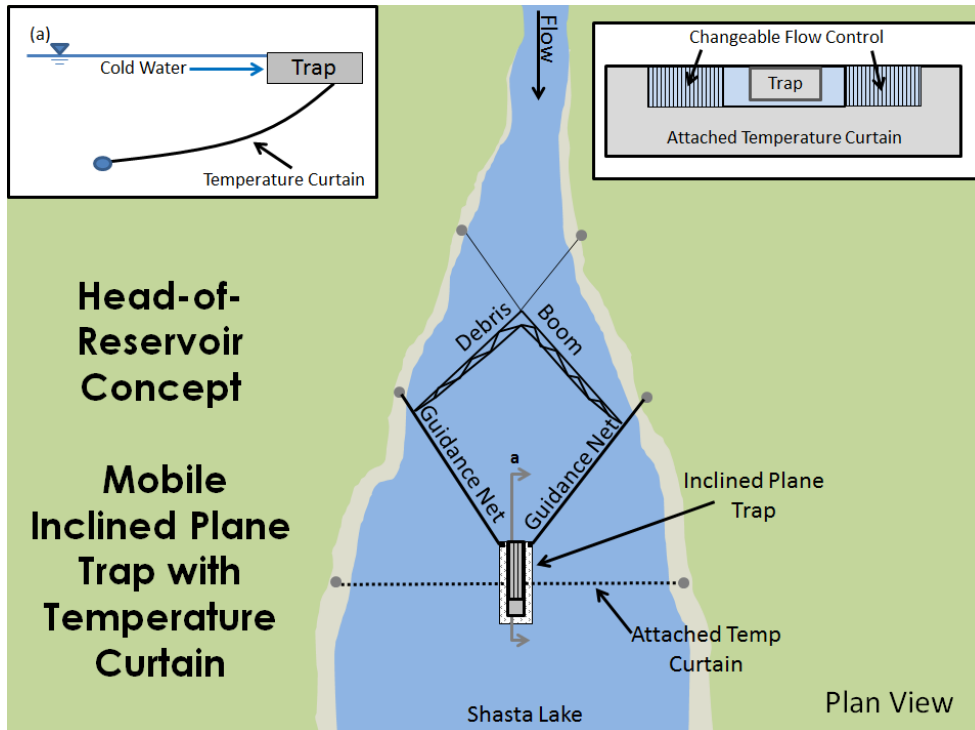 (a)
Cold Water
Trap
Temperature Curtain
Flow
Changeable Flow Control
Trap
Attached Temperature Curtain
Head-of-
Reservoir
Concept
Mobile
Inclined Plane
Trap with
Temperature
Curtain
Debris
Boom
Guidance Net
Guidance Net
a
Inclined Plane
Trap
Attached Temp
Curtain
Shasta Lake
Plan View